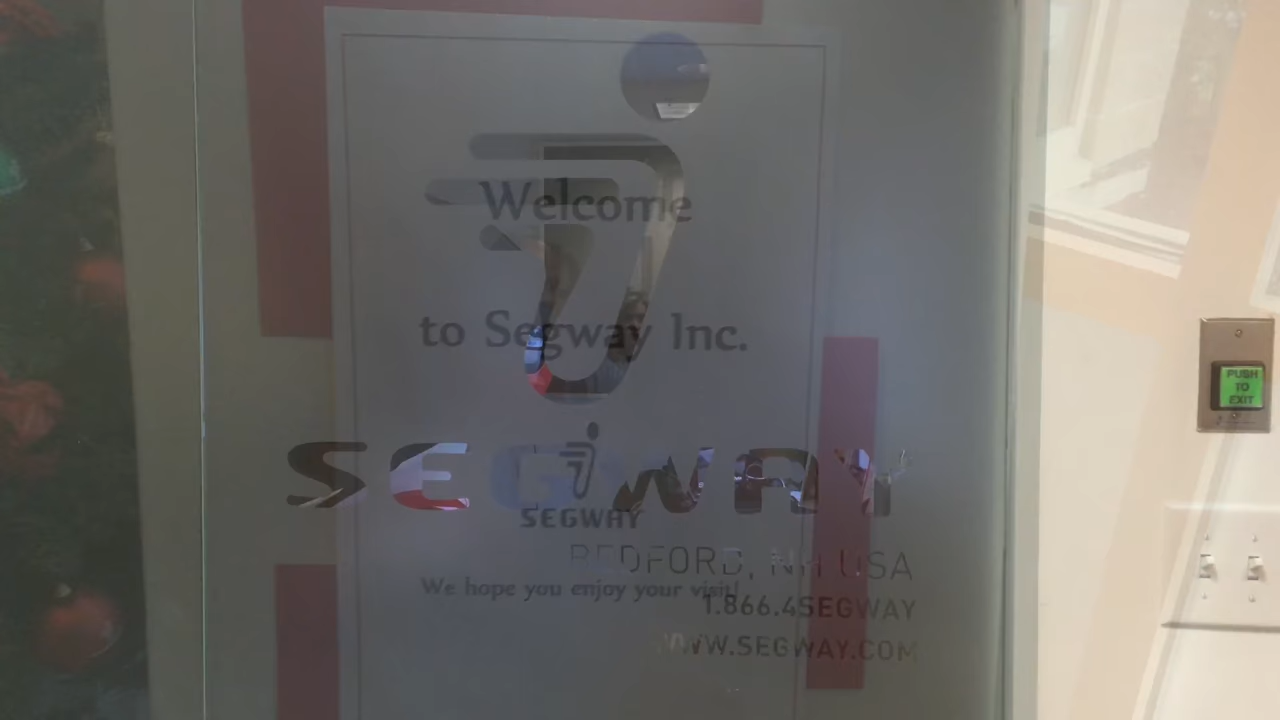 Welcome
to Segway Inc.
SEGWAY
SEGWAY
BEDFORD, NH USA
We hope you enjoy your visit!
1.866.4SEGWAY
WWW.SEGWAY.COM
PUSH
TO
EXIT